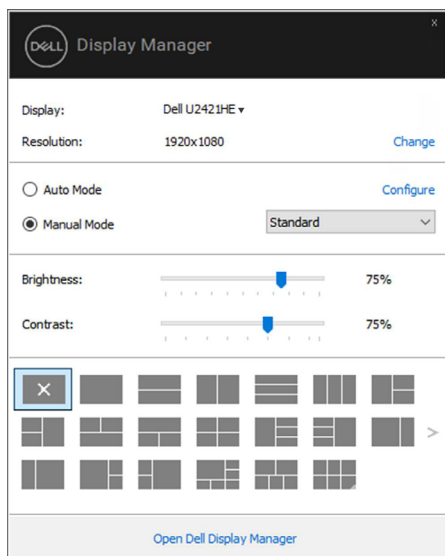 x
DELL Display Manager
Display: Dell U2421HE ▾
Resolution: 1920x1080 Change
Auto Mode Configure
Manual Mode Standard
Brightness: 75%
Contrast: 75%
Open Dell Display Manager